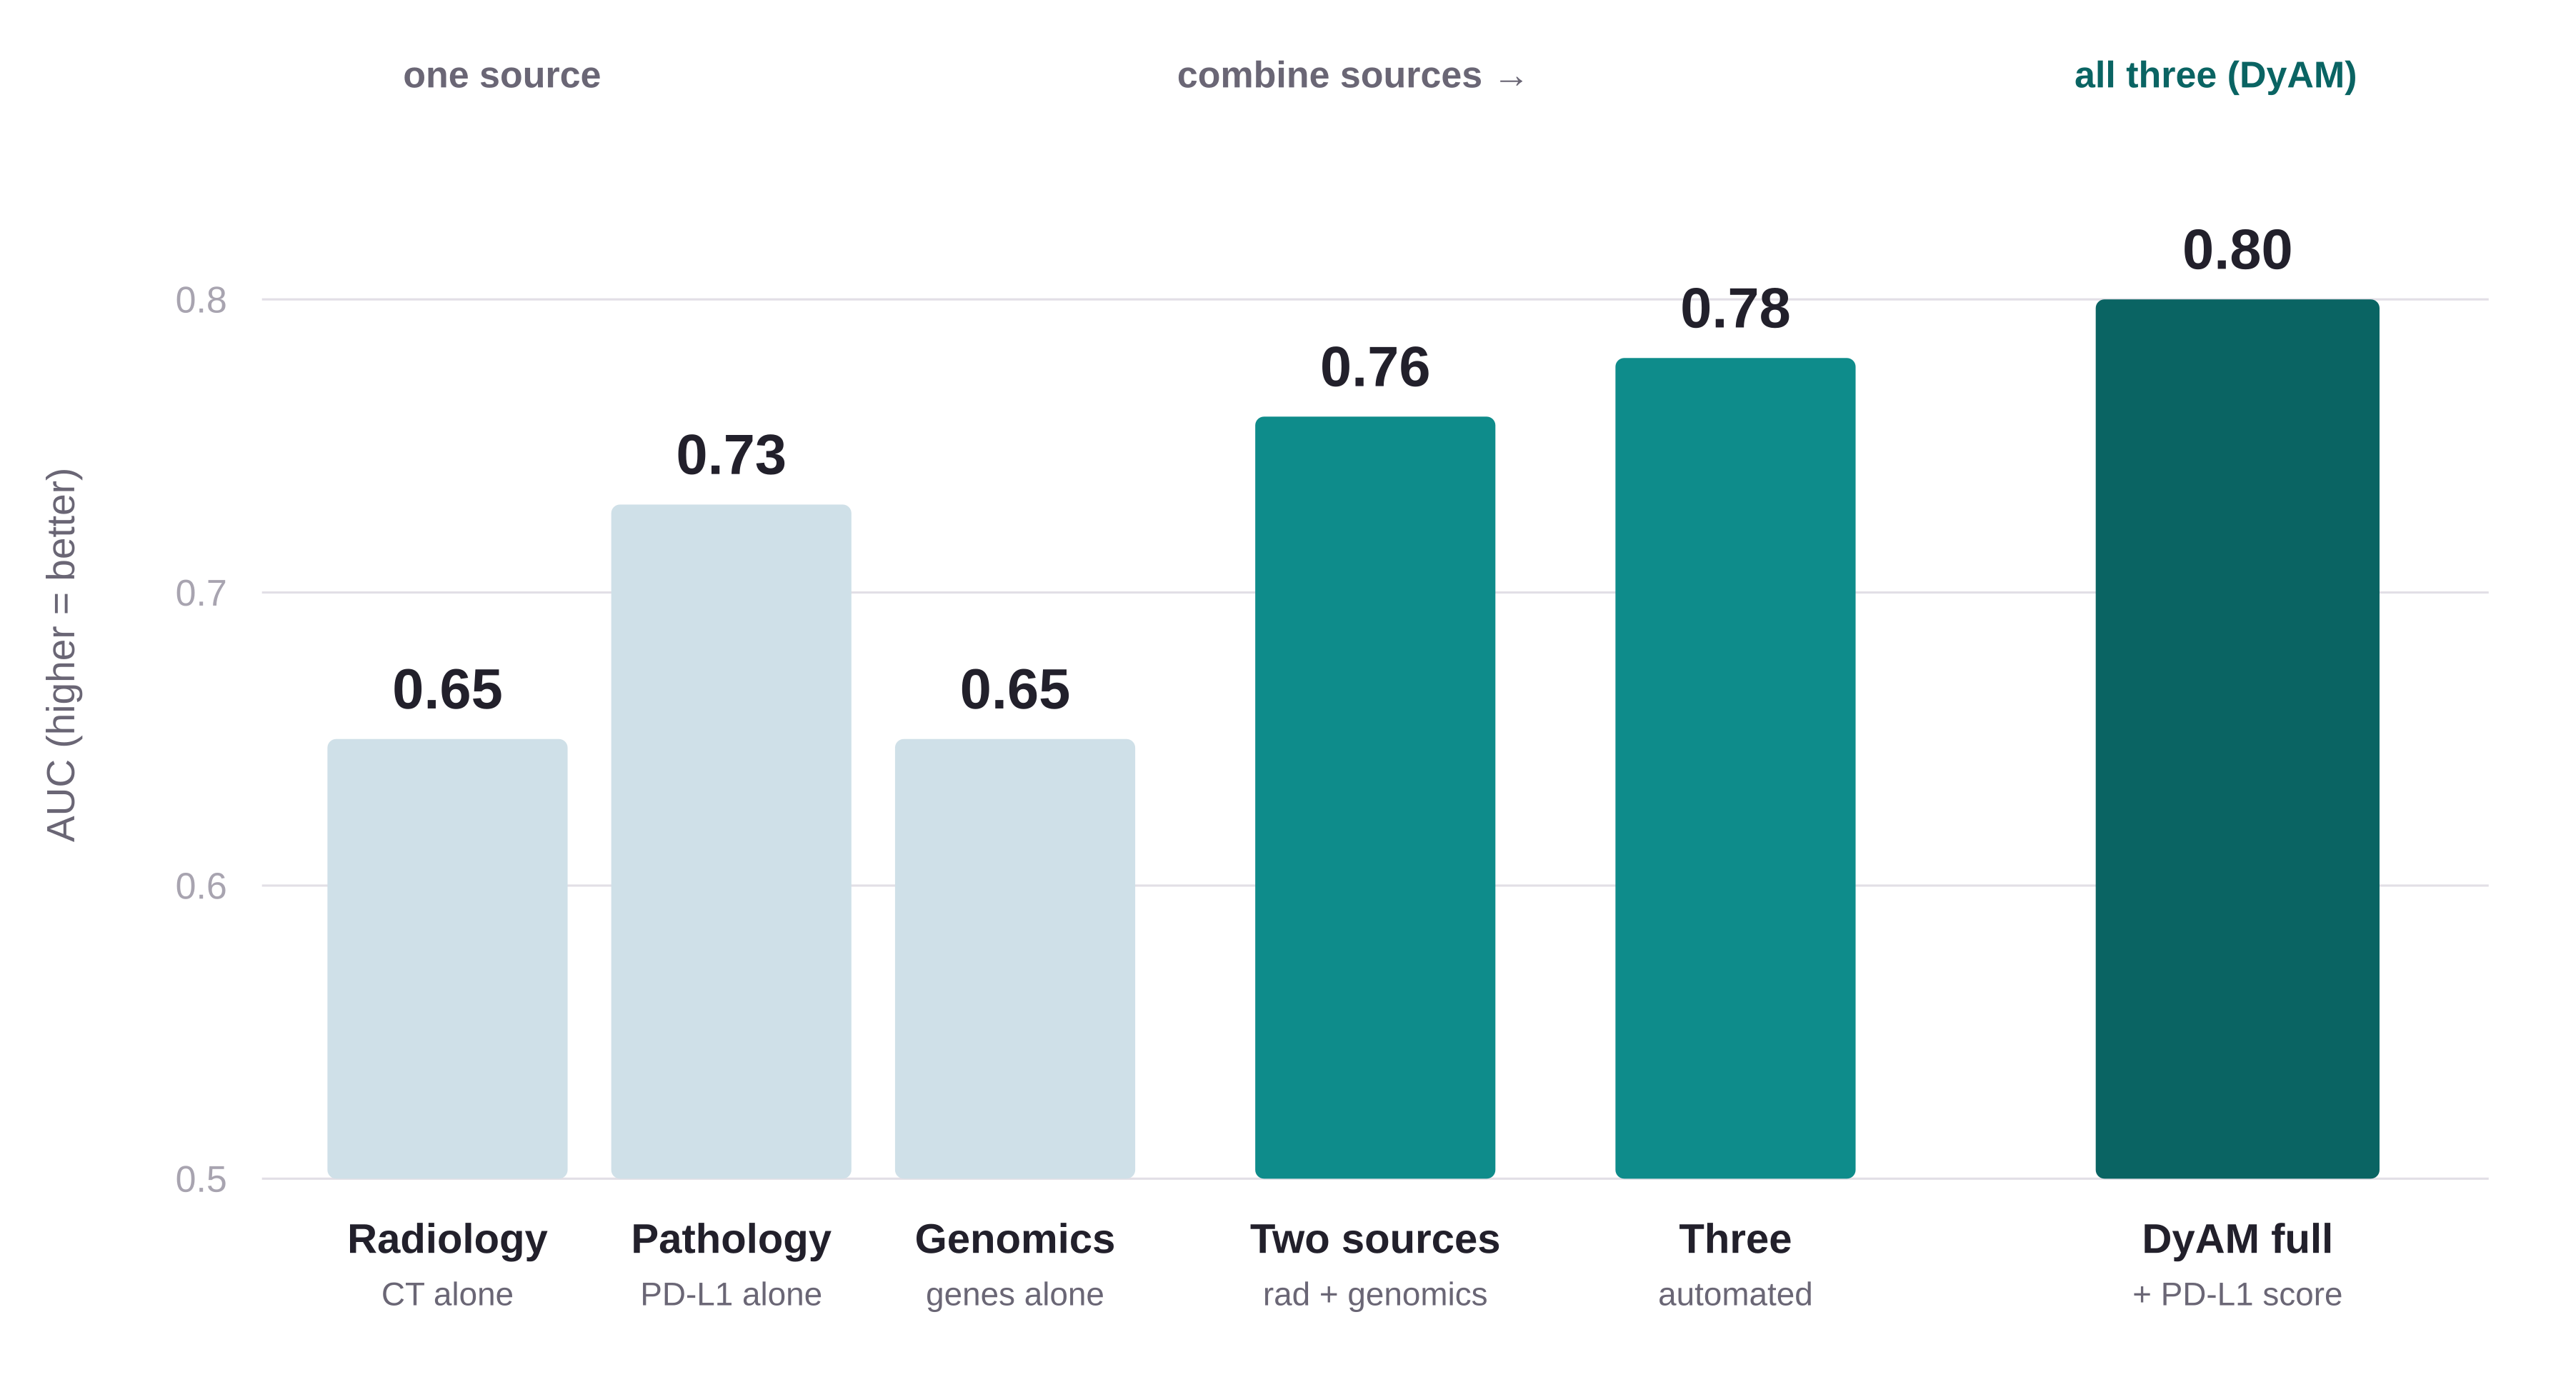 one source
combine sources →
all three (DyAM)
AUC (higher = better)
0.8
0.7
0.6
0.5
0.65
0.73
0.65
0.76
0.78
0.80
Radiology
CT alone
Pathology
PD-L1 alone
Genomics
genes alone
Two sources
rad + genomics
Three
automated
DyAM full
+ PD-L1 score